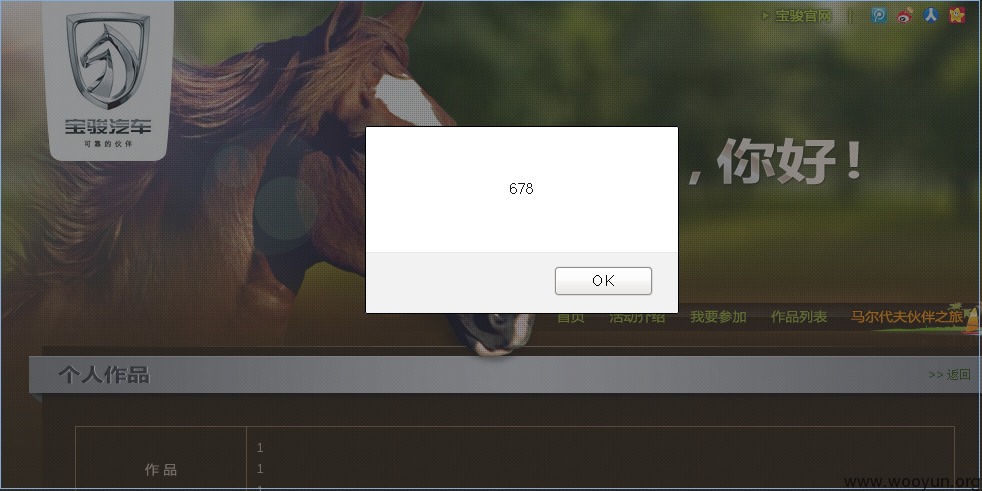 宝骏官网
宝骏汽车
可靠的伙伴
，你好！
678
OK
首页 活动介绍 我要参加 作品列表 马尔代夫伙伴之旅
个人作品
>> 返回
作品
1
1
1
www.wooyun.org